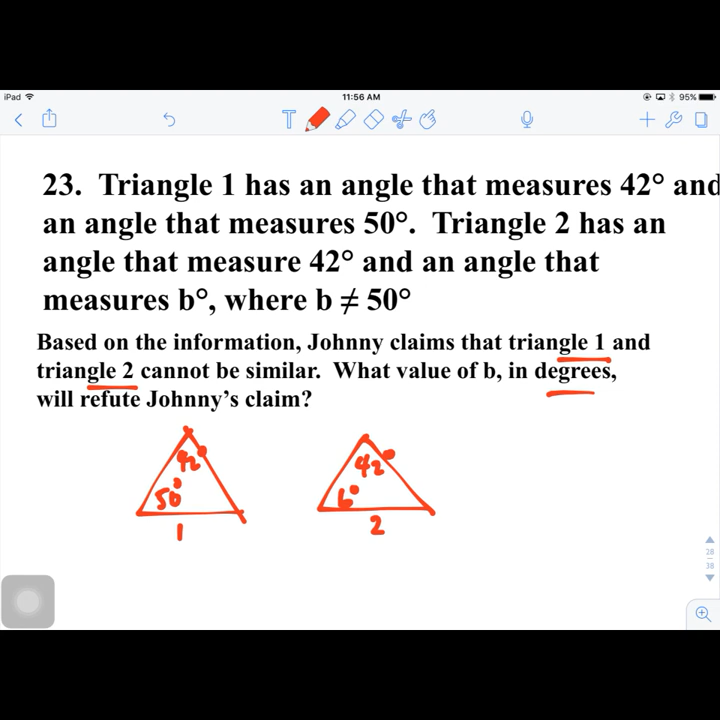 iPad
11:56 AM
95%
T
23. Triangle 1 has an angle that measures 42° and
an angle that measures 50°. Triangle 2 has an
angle that measure 42° and an angle that
measures b°, where b ≠ 50°
Based on the information, Johnny claims that triangle 1 and
triangle 2 cannot be similar. What value of b, in degrees,
will refute Johnny's claim?
42°
50°
1
42°
b°
2
28
38